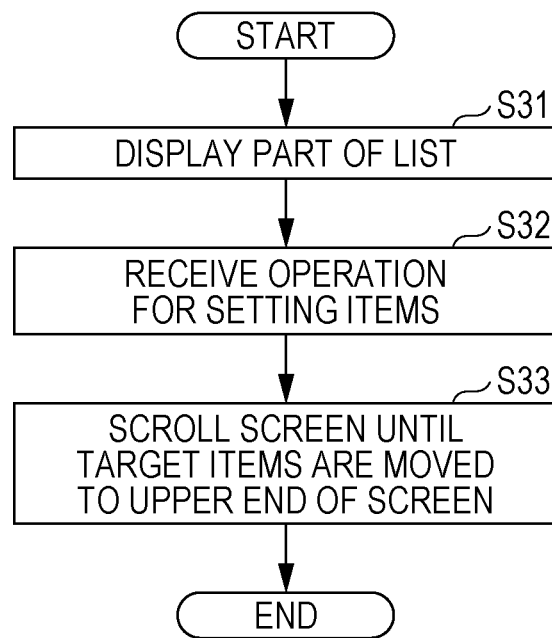 START
S31
DISPLAY PART OF LIST
S32
RECEIVE OPERATION
FOR SETTING ITEMS
S33
SCROLL SCREEN UNTIL
TARGET ITEMS ARE MOVED
TO UPPER END OF SCREEN
END